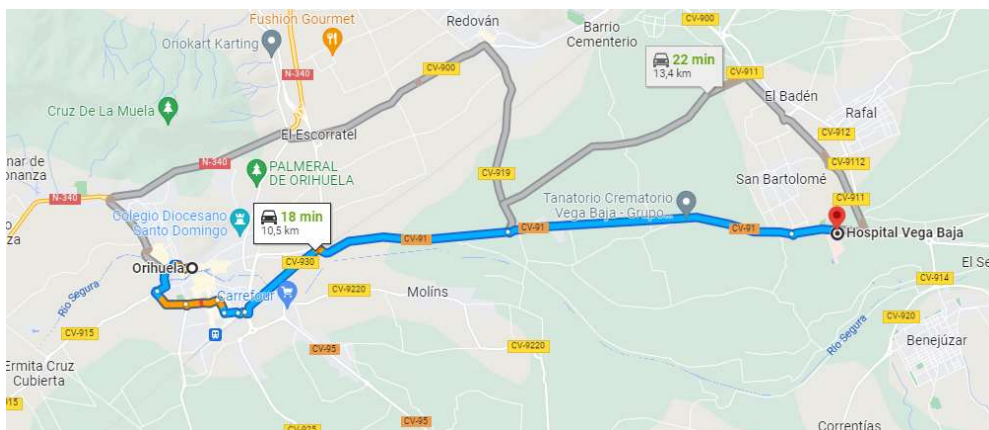 Fushion Gourmet
Redován
CV-900
Oriokart Karting
Barrio
Cementerio
22 min
13,4 km
CV-911
N-340
CV-900
El Badén
Rafal
Cruz De La Muela
N-340
El Escorratel
CV-912
CV-9112
N-340
PALMERAL
DE ORIHUELA
CV-919
San Bartolomé
CV-911
nar de
onanza
N-340
Tanatorio Crematorio
Vega Baja - Grupo...
Colegio Diocesano
Santo Domingo
18 min
10,5 km
CV-91
CV-91
CV-91
Hospital Vega Baja
za
CV-930
Orihuela
El Se
CV-914
Río Segura
Carrefour
CV-9220
Molíns
CV-920
CV-915
Río Segura
Benejúzar
CV-95
CV-9220
Ermita Cruz
Cubierta
915
CV-925
Correntías